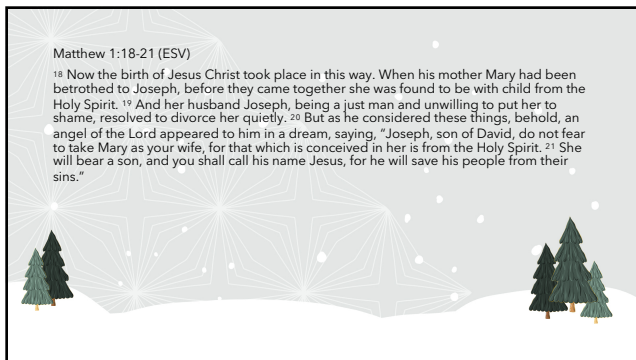 Matthew 1:18-21 (ESV)
18 Now the birth of Jesus Christ took place in this way. When his mother Mary had been
betrothed to Joseph, before they came together she was found to be with child from the
Holy Spirit. 19 And her husband Joseph, being a just man and unwilling to put her to
shame, resolved to divorce her quietly. 20 But as he considered these things, behold, an
angel of the Lord appeared to him in a dream, saying, “Joseph, son of David, do not fear
to take Mary as your wife, for that which is conceived in her is from the Holy Spirit. 21 She
will bear a son, and you shall call his name Jesus, for he will save his people from their
sins.”